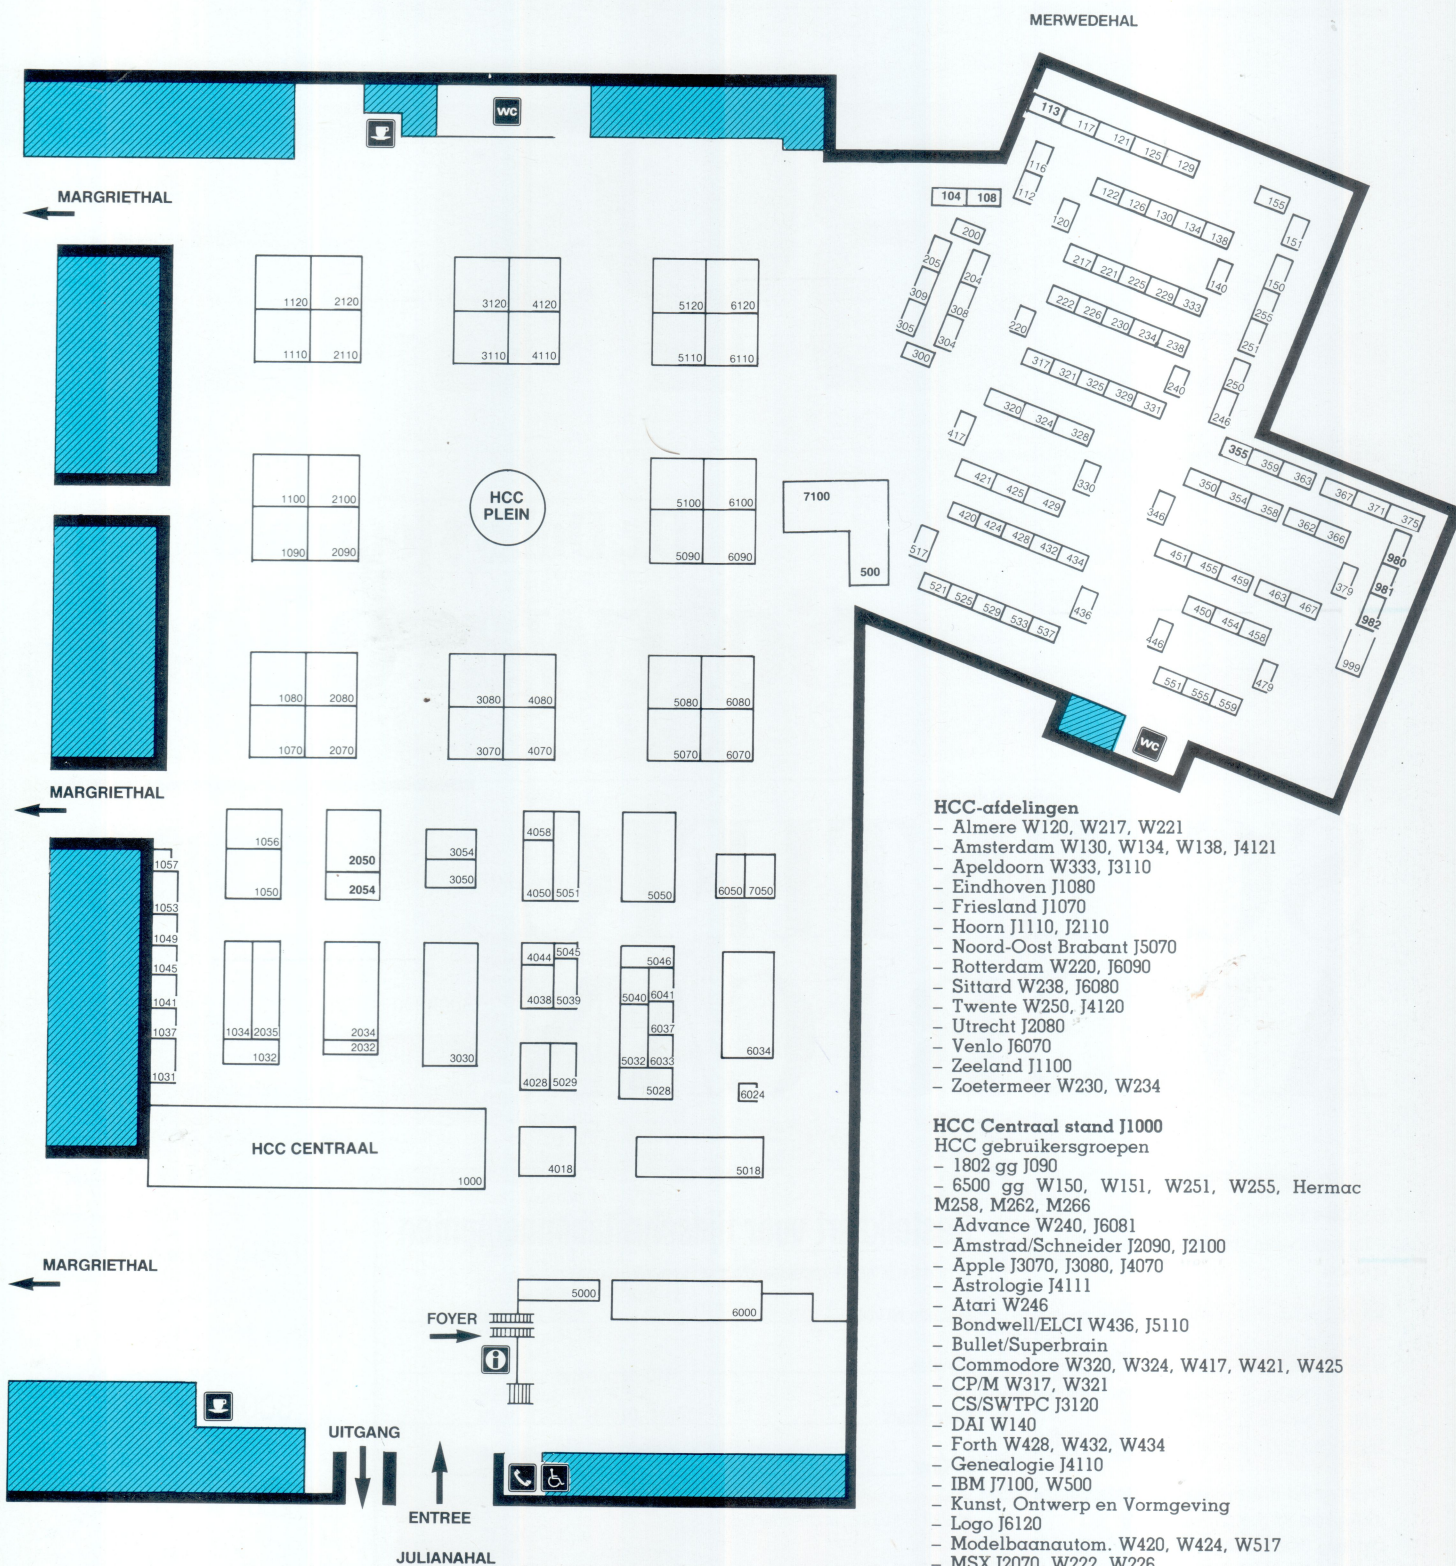 MERWEDEHAL
WC
MARGRIETHAL
113 117 121 125 129
116
112
104 108
122 126 130 134 138
155
120
151
200
205
204
217 221 225 229 333
140
150
309
308
222 226 230 234 238
255
305
304
220
251
300
317 321 325 329 331
240
250
246
320 324 328
417
355 359 363 367 371 375
421 425 429
330
350 354 358 362 366
346
420 424 428 432 434
517
451 455 459 463 467
379
980
981
982
999
521 525 529 533 537
436
450 454 458
446
551 555 559
479
WC
1120 2120 3120 4120 5120 6120
1110 2110 3110 4110 5110 6110
1100 2100
HCC
PLEIN
5100 6100
7100
1090 2090
5090 6090
500
1080 2080 3080 4080 5080 6080
1070 2070 3070 4070 5070 6070
MARGRIETHAL
1057
1056
2050
3054
4058
1053
1050
2054
3050
4050 5051
5050
6050 7050
1049
1045
1041
1037
1031
1034 2035
1032
2034
2032
3030
4044 5045
4038 5039
5046
5040 6041
6037
5032 6033
5028
6034
4028 5029
6024
HCC CENTRAAL
1000
4018
5018
MARGRIETHAL
5000
6000
FOYER
i
UITGANG
ENTREE
JULIANAHAL
HCC-afdelingen
– Almere W120, W217, W221
– Amsterdam W130, W134, W138, J4121
– Apeldoorn W333, J3110
– Eindhoven J1080
– Friesland J1070
– Hoorn J1110, J2110
– Noord-Oost Brabant J5070
– Rotterdam W220, J6090
– Sittard W238, J6080
– Twente W250, J4120
– Utrecht J2080
– Venlo J6070
– Zeeland J1100
– Zoetermeer W230, W234
HCC Centraal stand J1000
HCC gebruikersgroepen
– 1802 gg J090
– 6500 gg W150, W151, W251, W255, Hermac
M258, M262, M266
– Advance W240, J6081
– Amstrad/Schneider J2090, J2100
– Apple J3070, J3080, J4070
– Astrologie J4111
– Atari W246
– Bondwell/ELCI W436, J5110
– Bullet/Superbrain
– Commodore W320, W324, W417, W421, W425
– CP/M W317, W321
– CS/SWTPC J3120
– DAI W140
– Forth W428, W432, W434
– Genealogie J4110
– IBM J7100, W500
– Kunst, Ontwerp en Vormgeving
– Logo J6120
– Modelbaanautom. W420, W424, W517
– MSX J2070, W222, W226